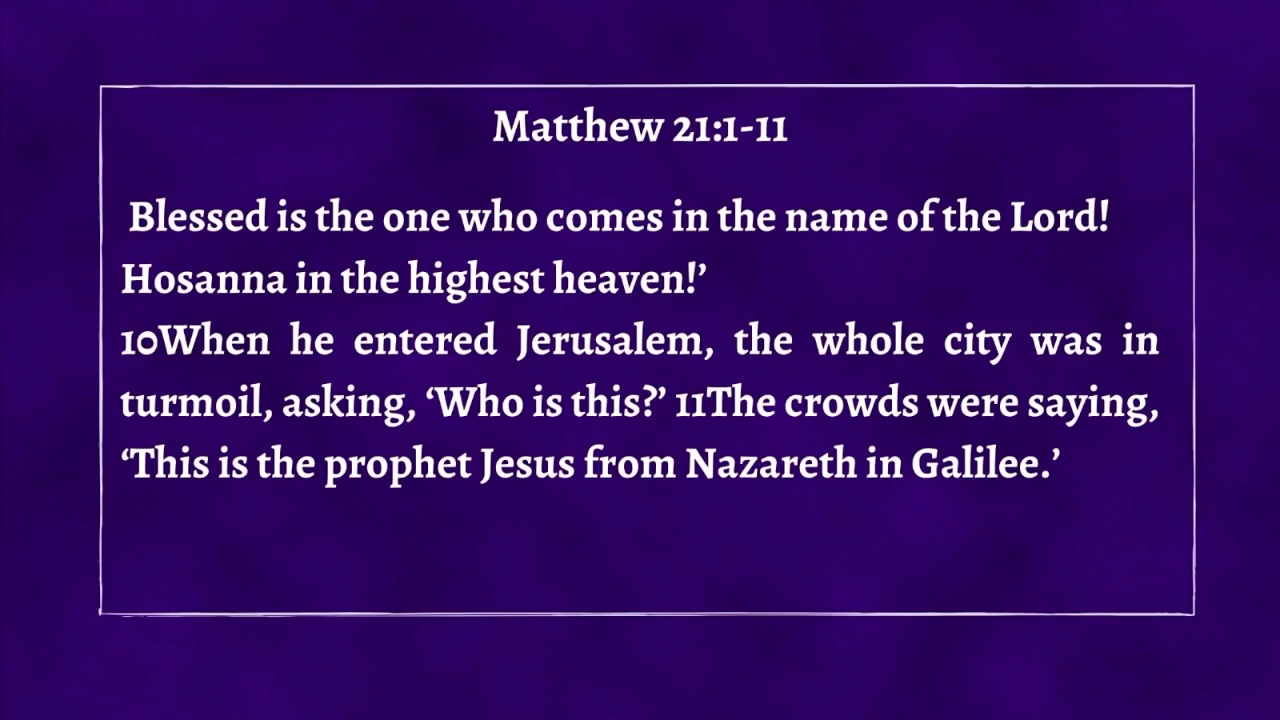 Matthew 21:1-11
Blessed is the one who comes in the name of the Lord!
Hosanna in the highest heaven!’
10When he entered Jerusalem, the whole city was in
turmoil, asking, ‘Who is this?’ 11The crowds were saying,
‘This is the prophet Jesus from Nazareth in Galilee.’